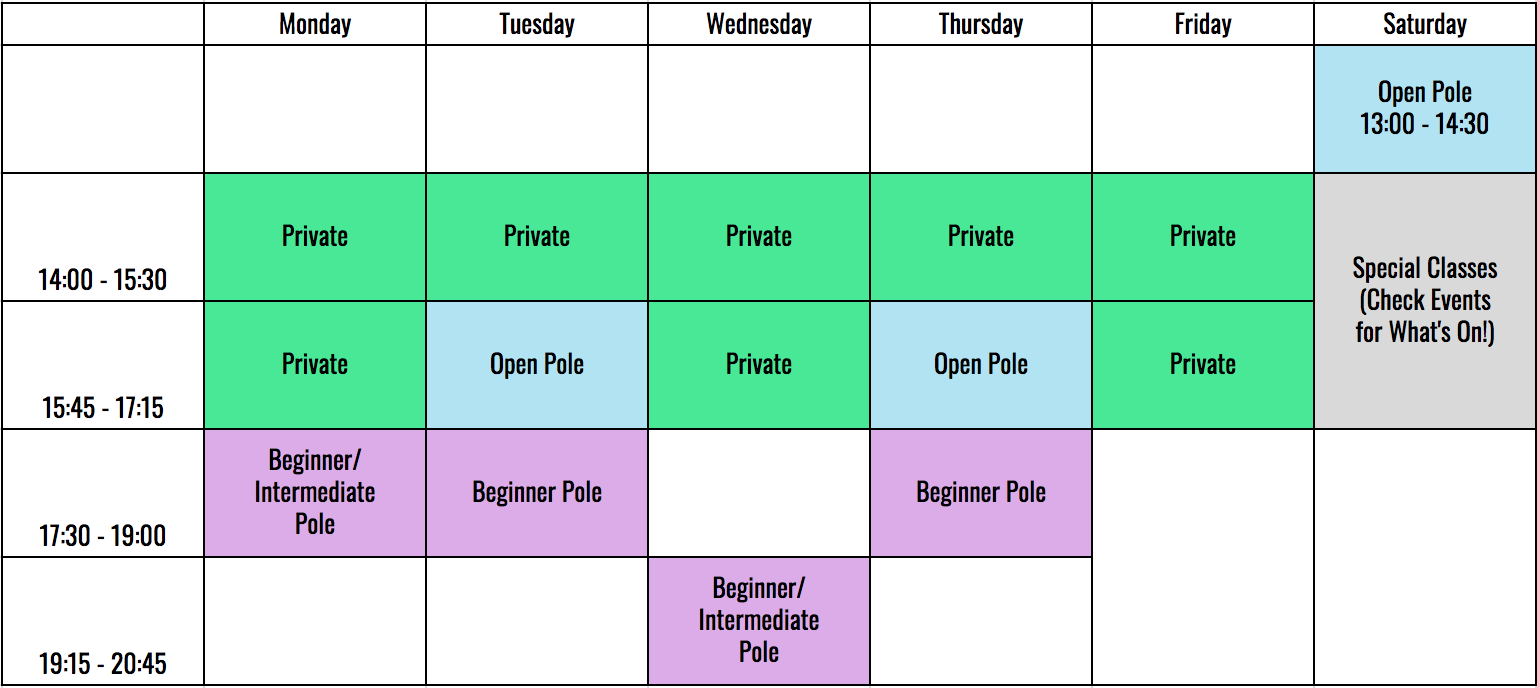 Monday Tuesday Wednesday Thursday Friday Saturday
Open Pole
13:00 - 14:30
14:00 - 15:30
Private
Private
Private
Private
Private
Special Classes
(Check Events
for What's On!)
15:45 - 17:15
Private
Open Pole
Private
Open Pole
Private
17:30 - 19:00
Beginner/
Intermediate
Pole
Beginner Pole
Beginner Pole
19:15 - 20:45
Beginner/
Intermediate
Pole